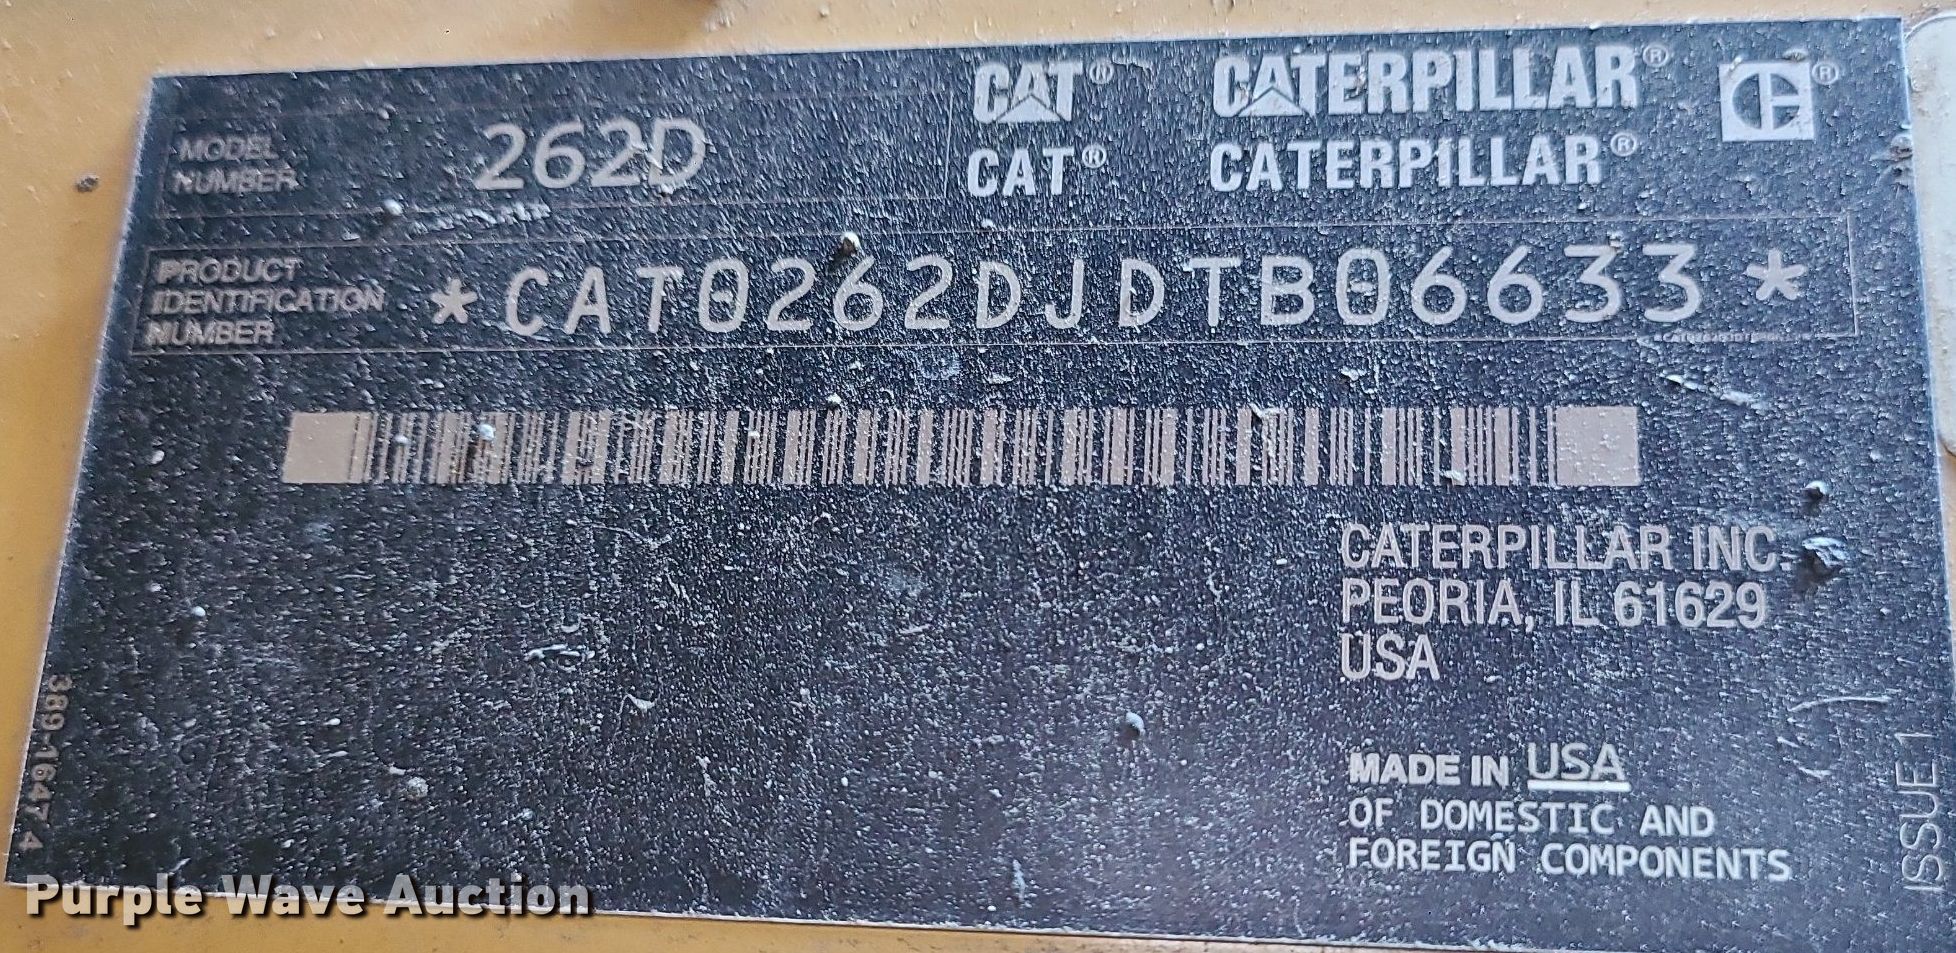 CAT® CATERPILLAR® ®
MODEL NUMBER 262D
CAT® CATERPILLAR®
PRODUCT IDENTIFICATION NUMBER *CAT0262DJDTB06633*
CATERPILLAR INC.
PEORIA, IL 61629
USA
MADE IN USA
OF DOMESTIC AND
FOREIGN COMPONENTS
389-1647 4
ISSUE 1
Purple Wave Auction